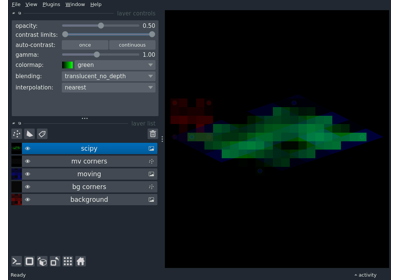 File View Plugins Window Help
layer controls
opacity: 0.50
contrast limits:
auto-contrast: once continuous
gamma: 1.00
colormap: green
blending: translucent_no_depth
interpolation: nearest
layer list
scipy
mv corners
moving
bg corners
background
Ready
activity